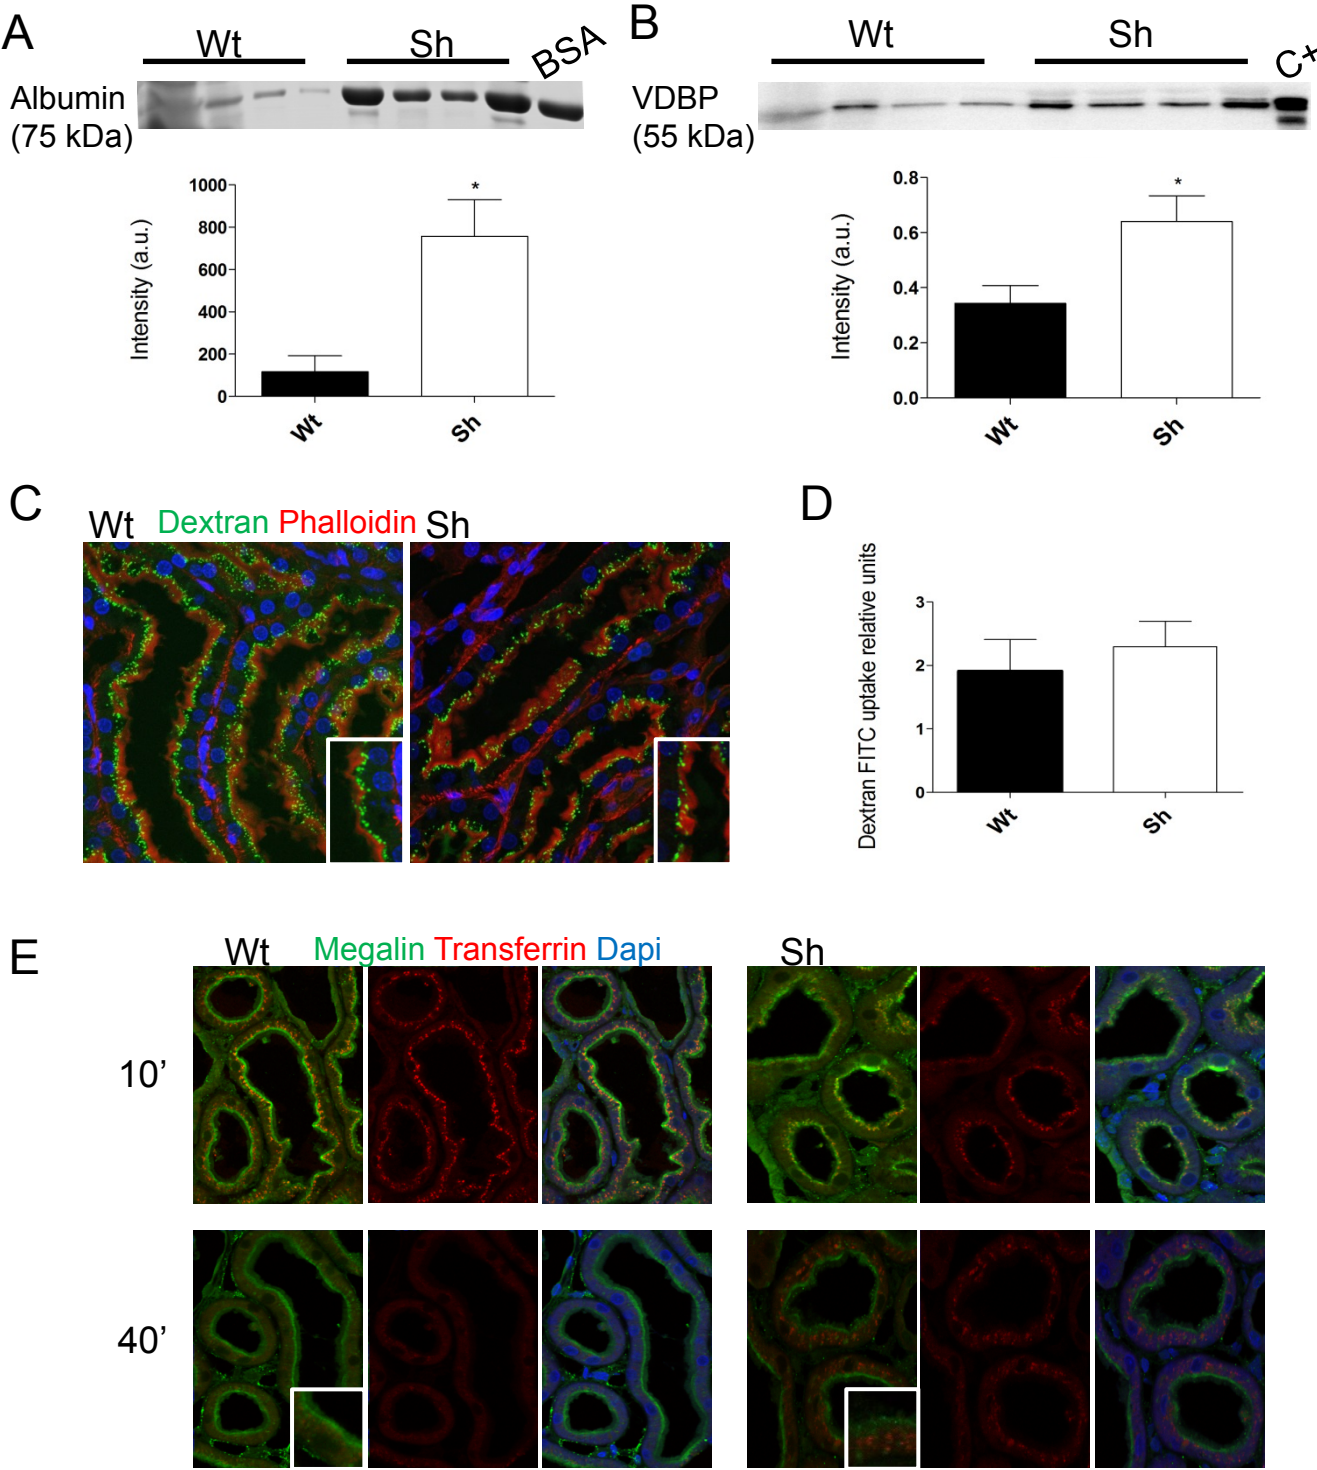 A
Wt
Sh
BSA
Albumin
(75 kDa)
Intensity (a.u.)
1000
800
600
400
200
0
*
Wt
Sh
B
Wt
Sh
C+
VDBP
(55 kDa)
Intensity (a.u.)
0.8
0.6
0.4
0.2
0.0
*
Wt
Sh
C
Wt Dextran Phalloidin Sh
D
Dextran FITC uptake relative units
3
2
1
0
Wt
Sh
E
Wt Megalin Transferrin Dapi Sh
10’
40’